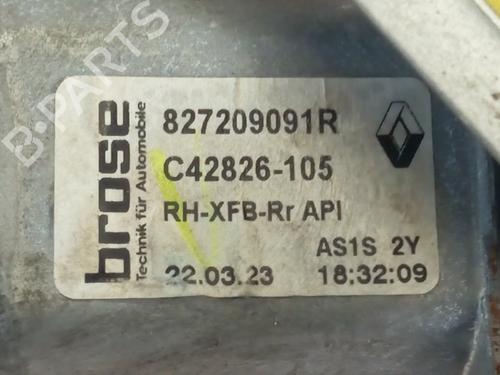 B-PARTS
brose
Technik für Automobile
827209091R
C42826-105
RH-XFB-Rr API
AS1S 2Y
22.03.23 18:32:09